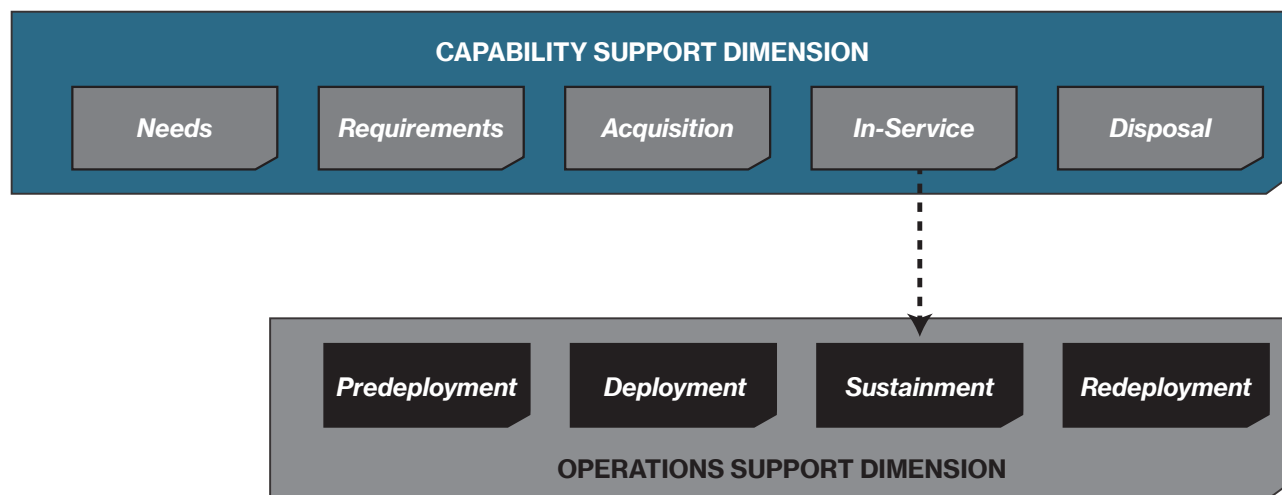 CAPABILITY SUPPORT DIMENSION
Needs
Requirements
Acquisition
In-Service
Disposal
Predeployment
Deployment
Sustainment
Redeployment
OPERATIONS SUPPORT DIMENSION